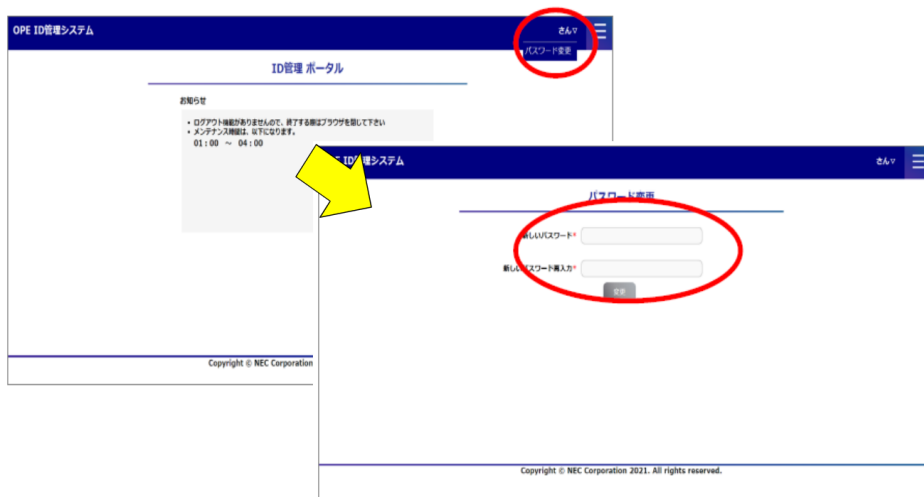 OPE ID管理システム
さん▽
パスワード変更
ID管理 ポータル
お知らせ
• ログアウト機能がありませんので、終了する際はブラウザを閉じて下さい
• メンテナンス時間は、以下になります。
01:00 ～ 04:00
Copyright © NEC Corporation
ID管理システム
さん▽
パスワード変更
新しいパスワード*
新しいパスワード再入力*
変更
Copyright © NEC Corporation 2021. All rights reserved.